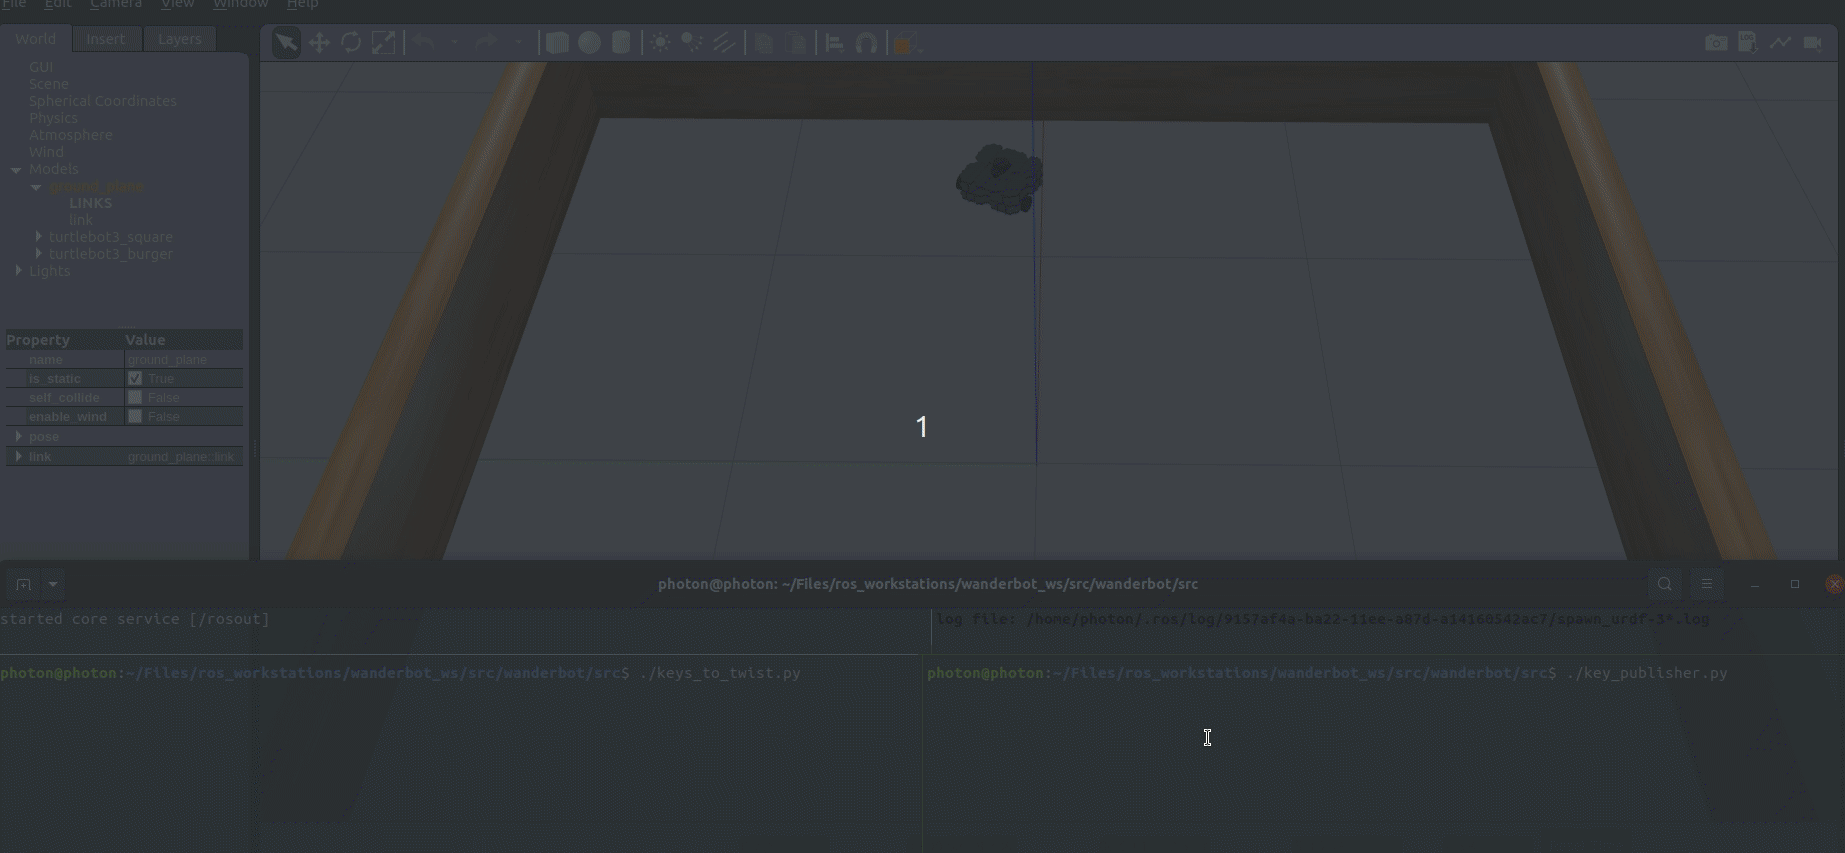 File Edit Camera View Window Help
World Insert Layers
GUI
Scene
Spherical Coordinates
Physics
Atmosphere
Wind
Models
ground_plane
LINKS
link
turtlebot3_square
turtlebot3_burger
Lights
Property Value
name ground_plane
is_static True
self_collide False
enable_wind False
pose
link ground_plane::link
LOG
1
photon@photon: ~/Files/ros_workstations/wanderbot_ws/src/wanderbot/src
started core service [/rosout]
log file: /home/photon/.ros/log/9157af4a-ba22-11ee-a87d-a14160542ac7/spawn_urdf-3*.log
photon@photon:~/Files/ros_workstations/wanderbot_ws/src/wanderbot/src$ ./keys_to_twist.py
photon@photon:~/Files/ros_workstations/wanderbot_ws/src/wanderbot/src$ ./key_publisher.py